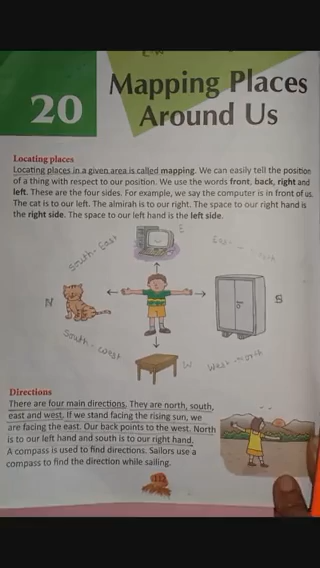 20
Mapping Places
Around Us
Locating places
Locating places in a given area is called mapping. We can easily tell the position
of a thing with respect to our position. We use the words front, back, right and
left. These are the four sides. For example, we say the computer is in front of us.
The cat is to our left. The almirah is to our right. The space to our right hand is
the right side. The space to our left hand is the left side.
E
South-East
East-
N
S
South-west
W
West-North
Directions
There are four main directions. They are north, south,
east and west. If we stand facing the rising sun, we
are facing the east. Our back points to the west. North
is to our left hand and south is to our right hand.
A compass is used to find directions. Sailors use a
compass to find the direction while sailing.